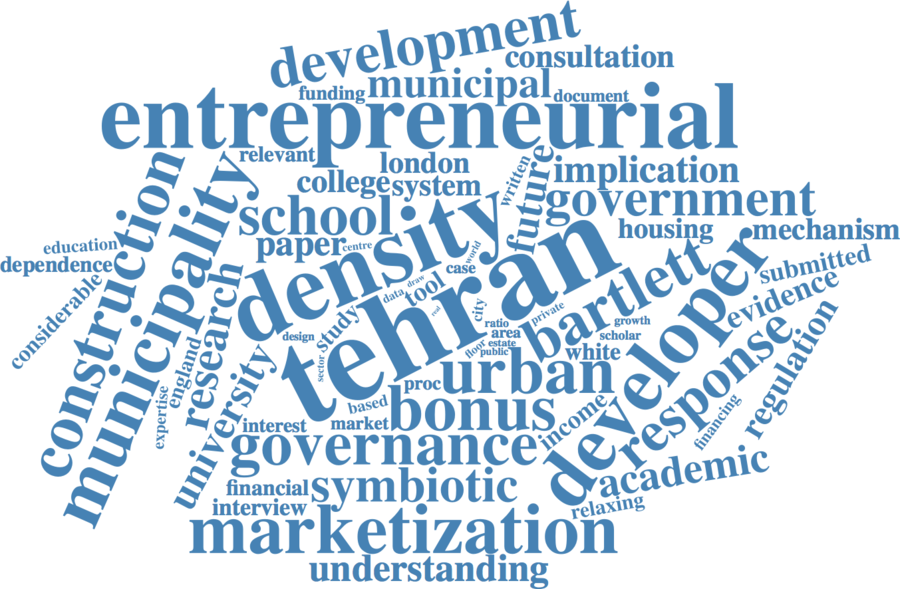 development
consultation
municipal
funding
document
entrepreneurial
relevant
london
written
future
implication
college
system
construction
municipality
school
density
government
housing
mechanism
education
paper
centre
dependence
considerable
research
tehran
world
case
tool
draw
data
city
real
private
bartlett
developer
submitted
evidence
design
study
ratio
growth
area
scholar
estate
floor
public
white
sector
response
regulation
england
university
expertise
proc
urban
based
bonus
market
interest
income
financing
governance
academic
financial
symbiotic
interview
relaxing
marketization
understanding